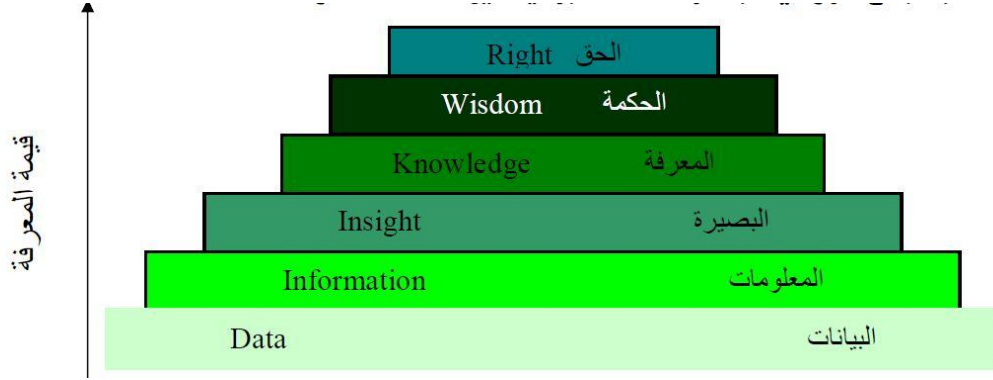 Right الحق
Wisdom الحكمة
Knowledge المعرفة
Insight البصيرة
Information المعلومات
Data البيانات
قيمة المعرفة